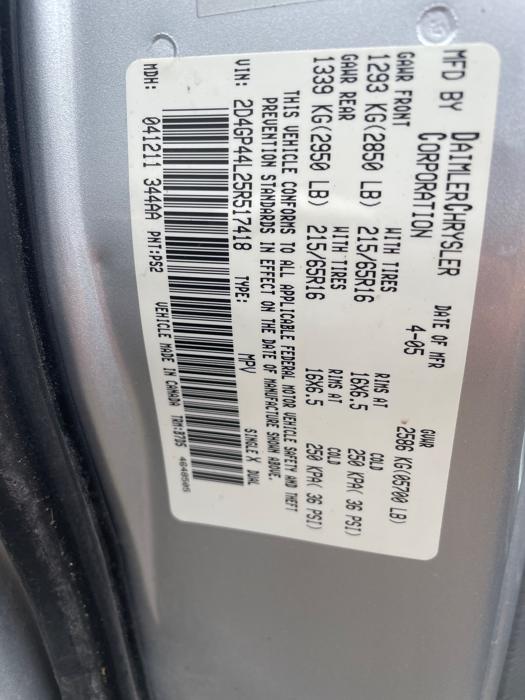 MFD BY DAIMLERCHRYSLER CORPORATION DATE OF MFR 4-05 GVWR 2586 KG(05700 LB)
GAWR FRONT WITH TIRES RIMS AT COLD
1293 KG(2850 LB) 215/65R16 16X6.5 250 KPA( 36 PSI)
GAWR REAR WITH TIRES RIMS AT COLD
1339 KG(2950 LB) 215/65R16 16X6.5 250 KPA( 36 PSI)
THIS VEHICLE CONFORMS TO ALL APPLICABLE FEDERAL MOTOR VEHICLE SAFETY AND THEFT
PREVENTION STANDARDS IN EFFECT ON THE DATE OF MANUFACTURE SHOWN ABOVE.
VIN: 2D4GP44L25R517418 TYPE: MPV SINGLE X DUAL
MDH: 041211 344AA PNT:PS2 VEHICLE MADE IN CANADA TRM:B7D5 4648505